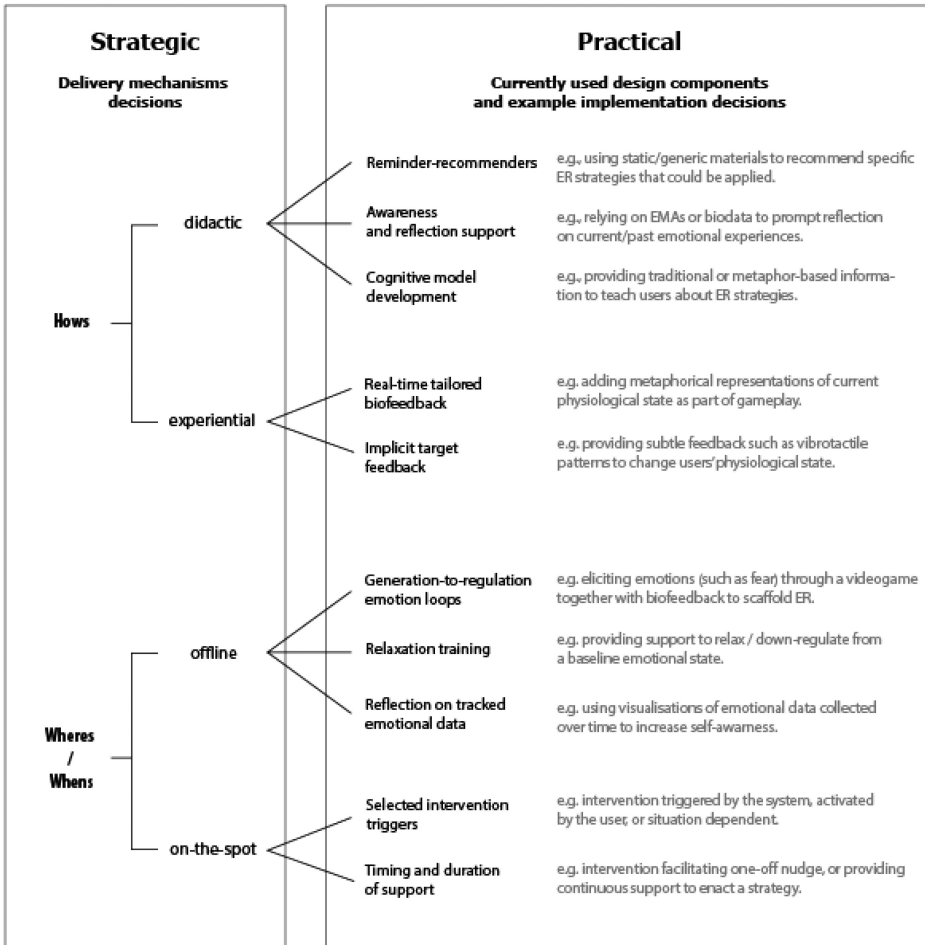 Strategic
Delivery mechanisms
decisions
Practical
Currently used design components
and example implementation decisions
Hows
didactic
Reminder-recommenders
e.g., using static/generic materials to recommend specific
ER strategies that could be applied.
Awareness
and reflection support
e.g., relying on EMAs or biodata to prompt reflection
on current/past emotional experiences.
Cognitive model
development
e.g., providing traditional or metaphor-based informa-
tion to teach users about ER strategies.
experiential
Real-time tailored
biofeedback
e.g. adding metaphorical representations of current
physiological state as part of gameplay.
Implicit target
feedback
e.g. providing subtle feedback such as vibrotactile
patterns to change users' physiological state.
Wheres
/
Whens
offline
Generation-to-regulation
emotion loops
e.g. eliciting emotions (such as fear) through a videogame
together with biofeedback to scaffold ER.
Relaxation training
e.g. providing support to relax / down-regulate from
a baseline emotional state.
Reflection on tracked
emotional data
e.g. using visualisations of emotional data collected
over time to increase self-awarness.
on-the-spot
Selected intervention
triggers
e.g. intervention triggered by the system, activated
by the user, or situation dependent.
Timing and duration
of support
e.g. intervention facilitating one-off nudge, or providing
continuous support to enact a strategy.